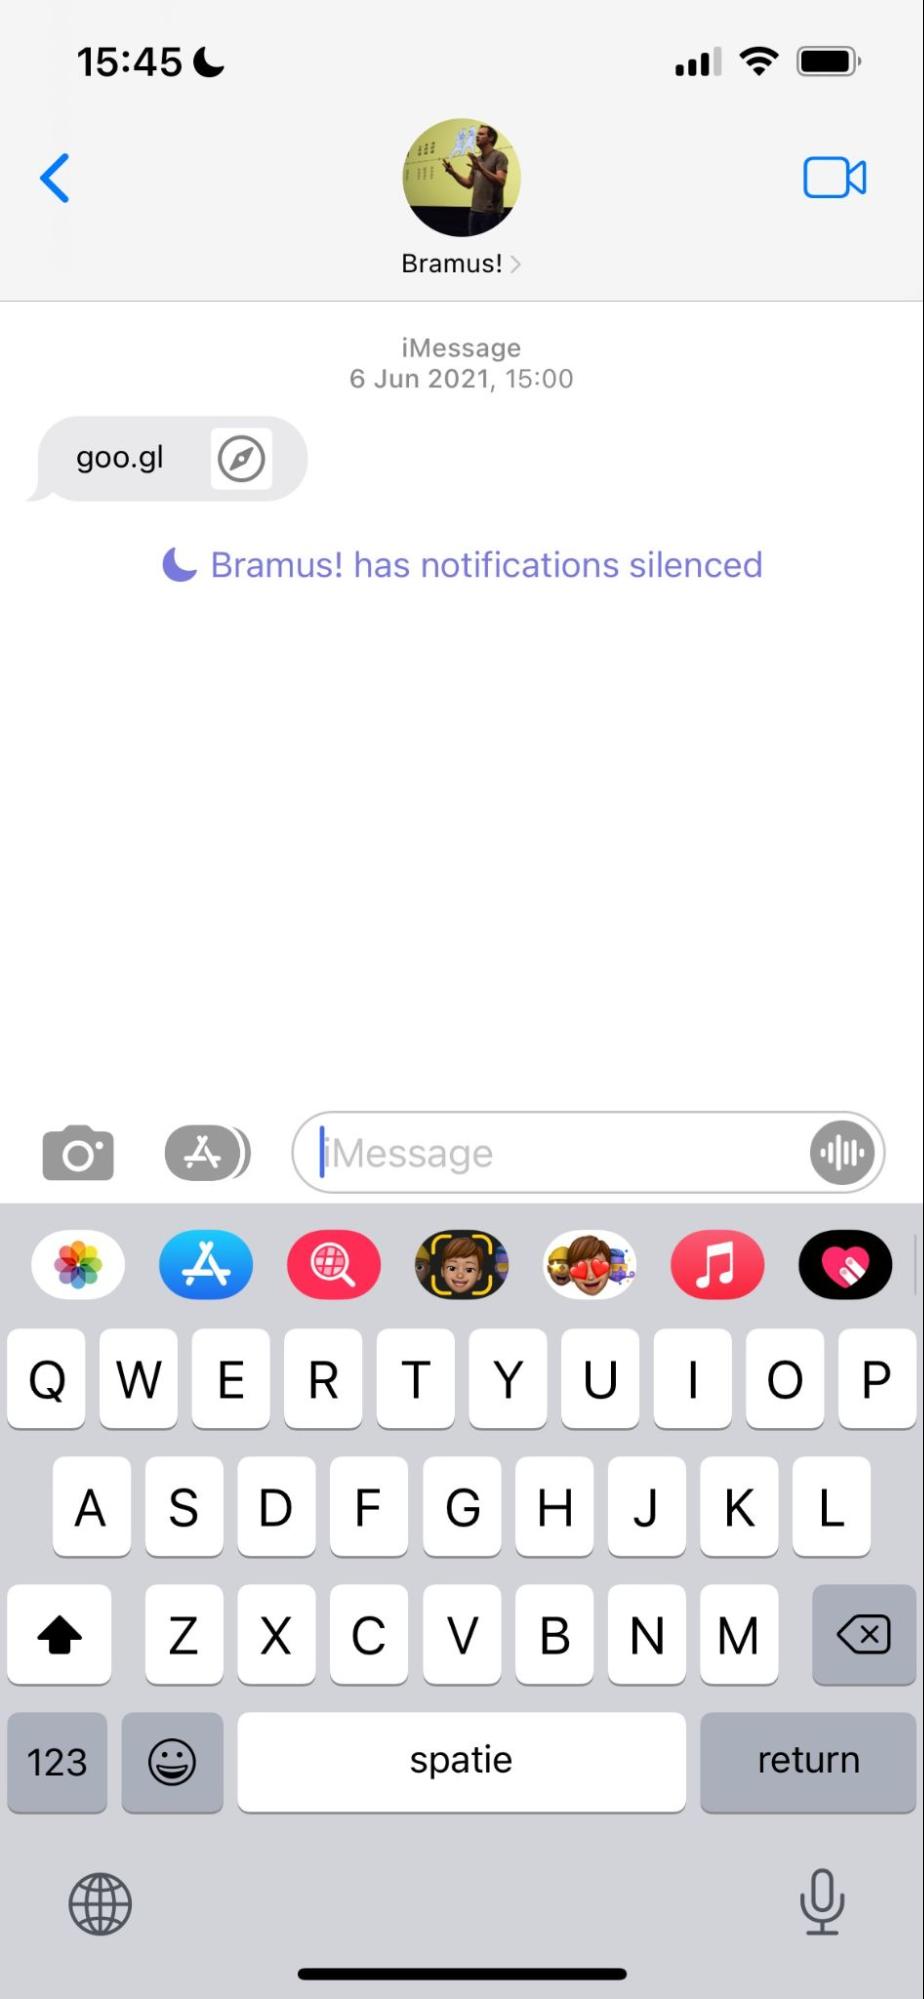 15:45
Bramus!
iMessage
6 Jun 2021, 15:00
goo.gl
Bramus! has notifications silenced
iMessage
Q W E R T Y U I O P
A S D F G H J K L
Z X C V B N M
123 spatie return